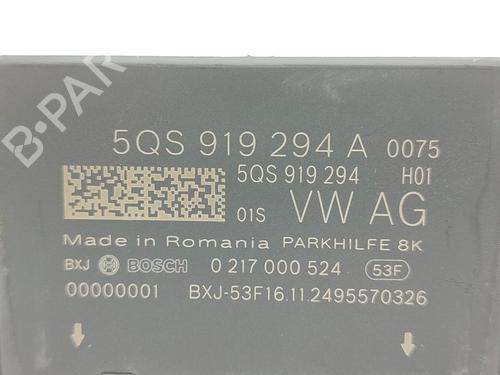 5QS 919 294 A 0075
5QS 919 294 H01
01S VW AG
Made in Romania PARKHILFE 8K
BXJ BOSCH 0 217 000 524 53F
00000001 BXJ-53F16.11.2495570326
B-PAR